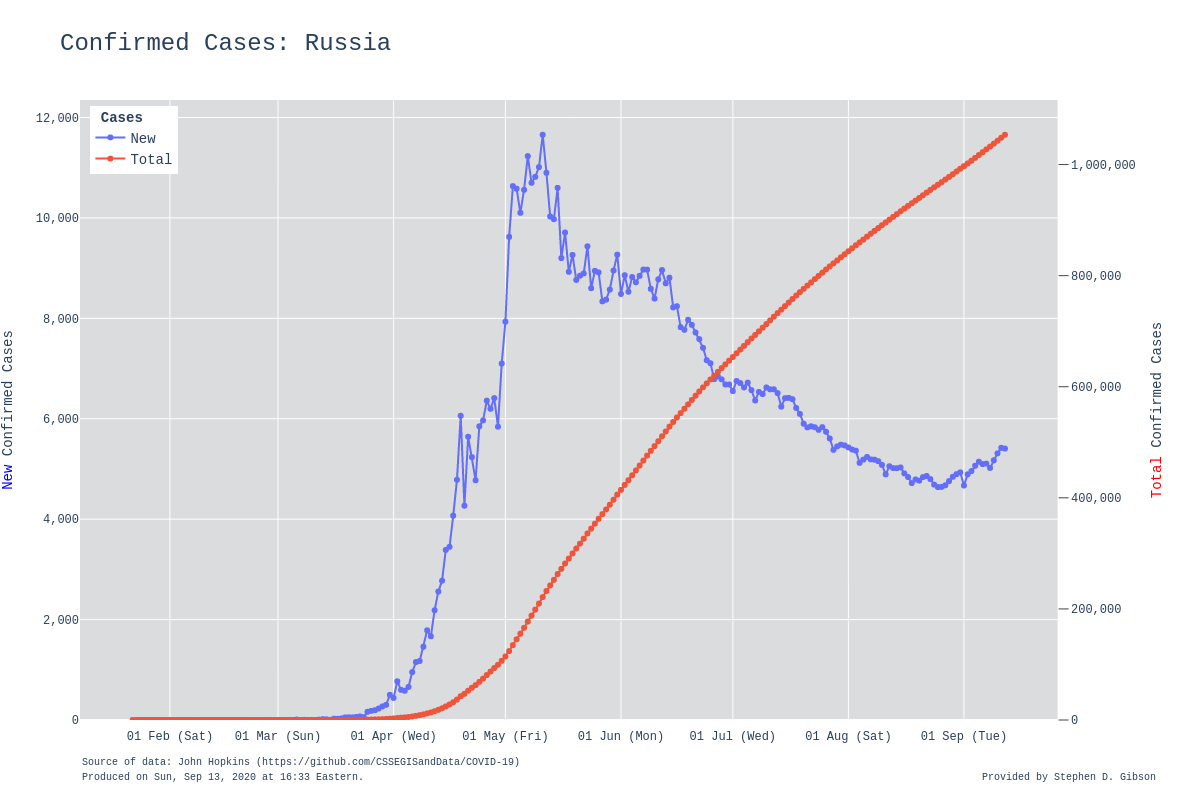 Confirmed Cases: Russia
Cases
New
Total
12,000
10,000
8,000
6,000
4,000
2,000
0
1,000,000
800,000
600,000
400,000
200,000
0
New Confirmed Cases
Total Confirmed Cases
01 Feb (Sat) 01 Mar (Sun) 01 Apr (Wed) 01 May (Fri) 01 Jun (Mon) 01 Jul (Wed) 01 Aug (Sat) 01 Sep (Tue)
Source of data: John Hopkins (https://github.com/CSSEGISandData/COVID-19)
Produced on Sun, Sep 13, 2020 at 16:33 Eastern.
Provided by Stephen D. Gibson